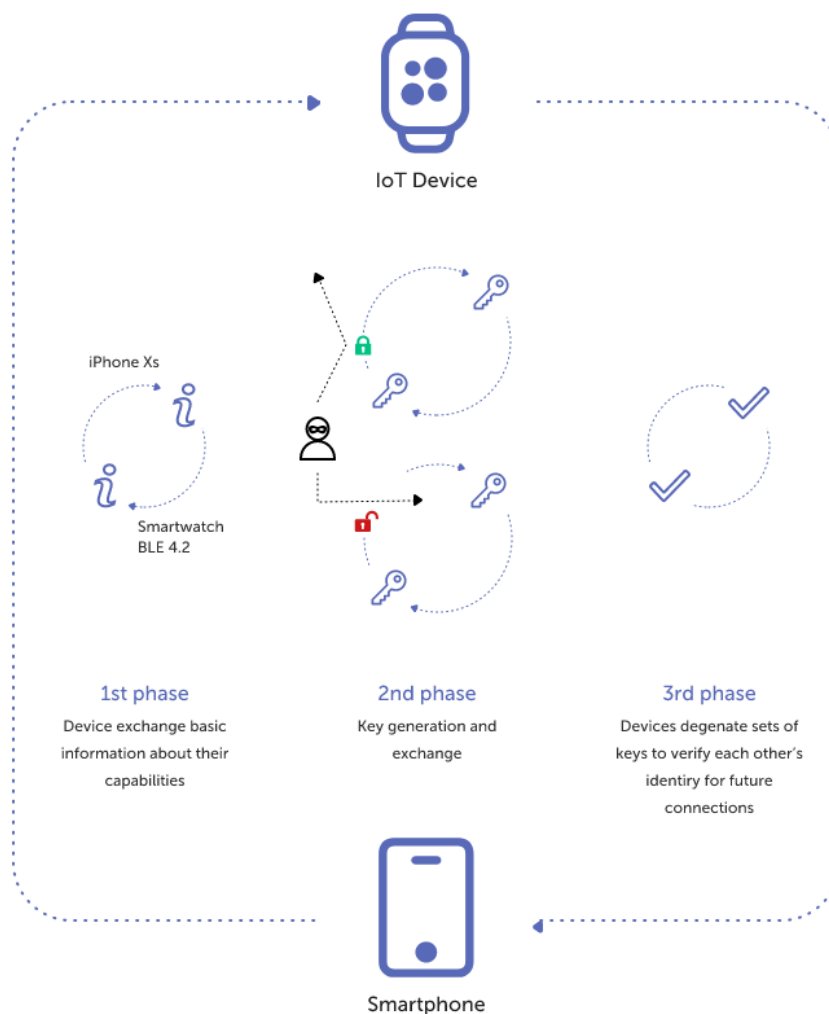 IoT Device
iPhone Xs
Smartwatch
BLE 4.2
1st phase
Device exchange basic
information about their
capabilities
2nd phase
Key generation and
exchange
3rd phase
Devices degenate sets of
keys to verify each other's
identiry for future
connections
Smartphone